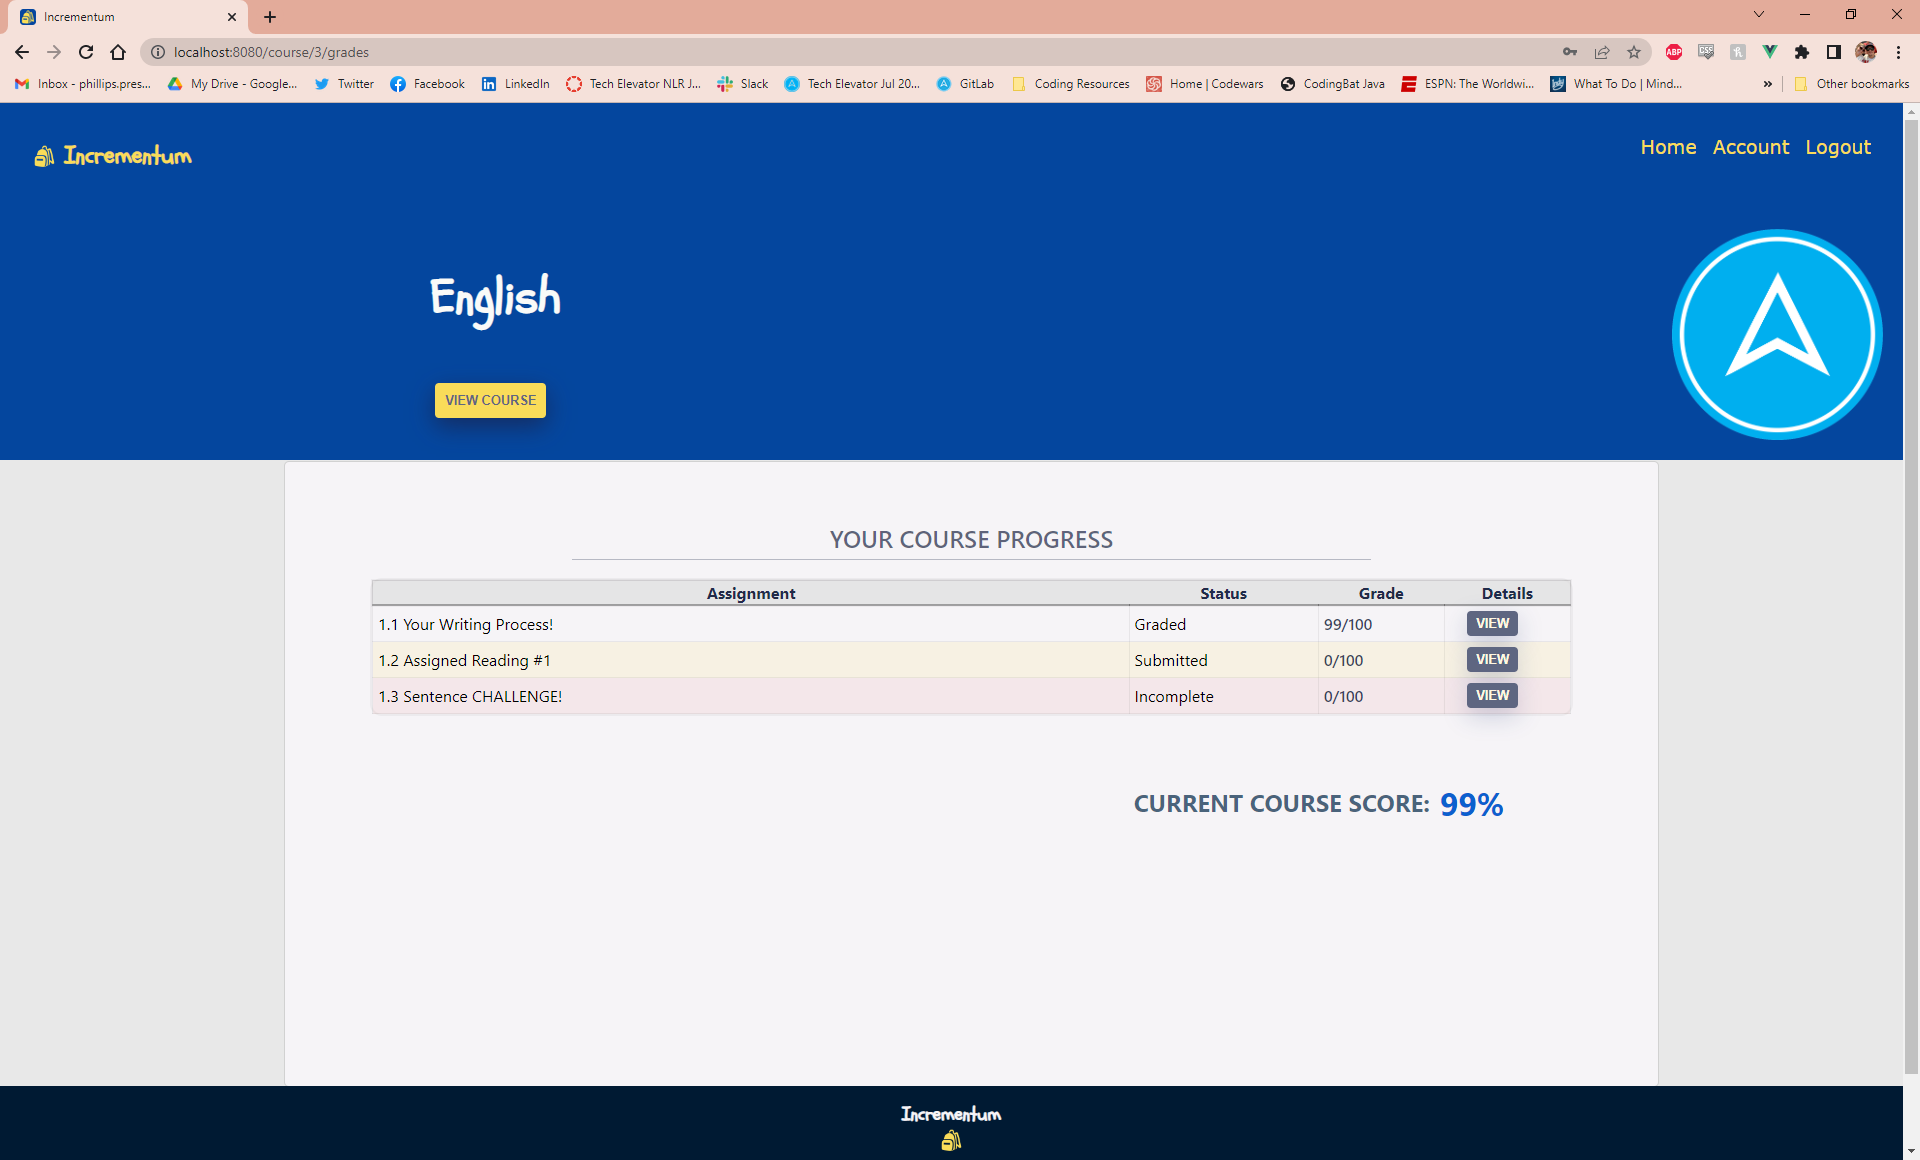 Incrementum
localhost:8080/course/3/grades
Inbox - phillips.pres... My Drive - Google... Twitter Facebook LinkedIn Tech Elevator NLR J... Slack Tech Elevator Jul 20... GitLab Coding Resources Home | Codewars CodingBat Java ESPN: The Worldwi... What To Do | Mind... » Other bookmarks
Incrementum
Home Account Logout
English
VIEW COURSE
YOUR COURSE PROGRESS
Assignment Status Grade Details
1.1 Your Writing Process! Graded 99/100 VIEW
1.2 Assigned Reading #1 Submitted 0/100 VIEW
1.3 Sentence CHALLENGE! Incomplete 0/100 VIEW
CURRENT COURSE SCORE: 99%
Incrementum